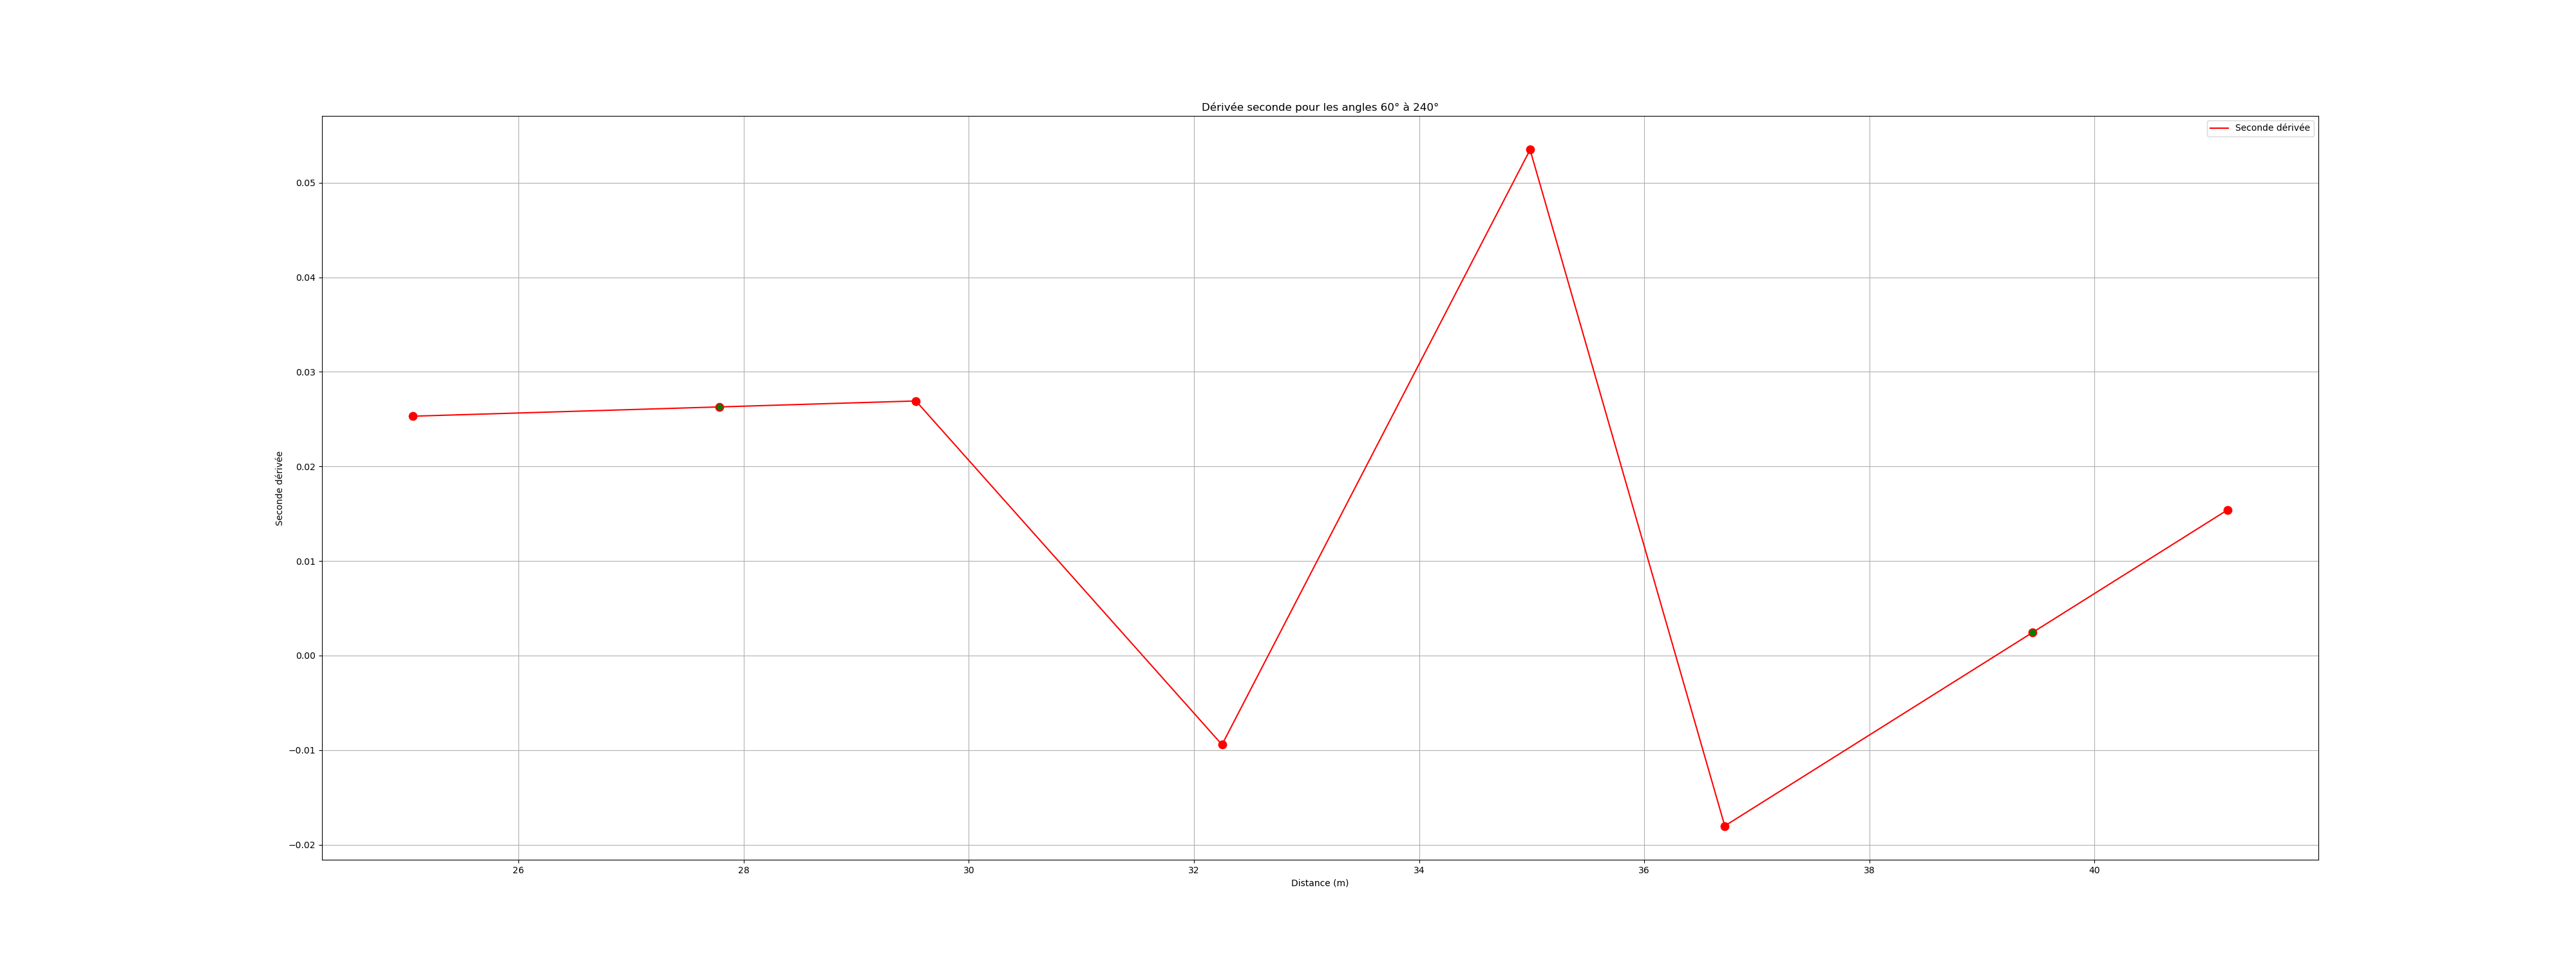 Dérivée seconde pour les angles 60° à 240°
Seconde dérivée
0.05
0.04
0.03
0.02
0.01
0.00
−0.01
−0.02
Seconde dérivée
26 28 30 32 34 36 38 40
Distance (m)